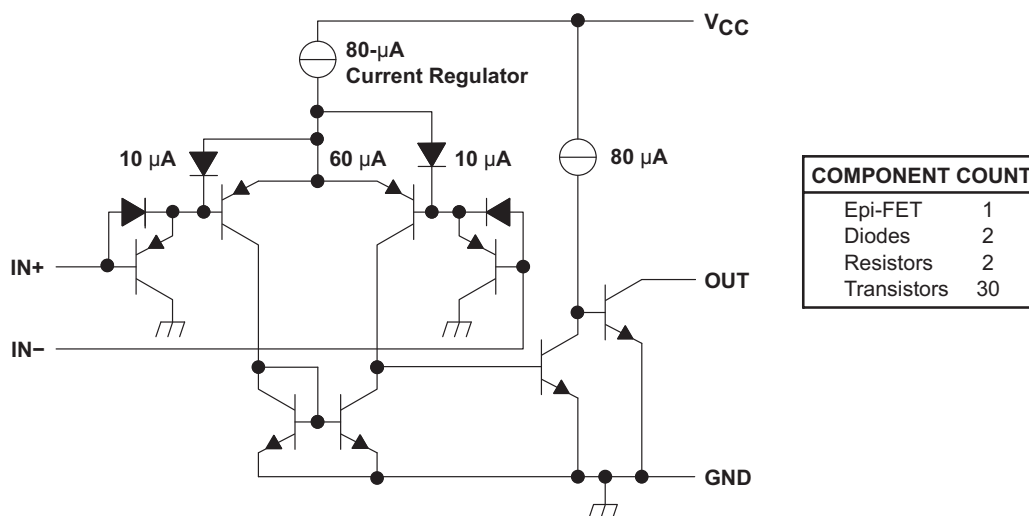 VCC
80-µA
Current Regulator
10 µA
60 µA
10 µA
80 µA
IN+
OUT
IN−
GND
COMPONENT COUNT
Epi-FET 1
Diodes 2
Resistors 2
Transistors 30